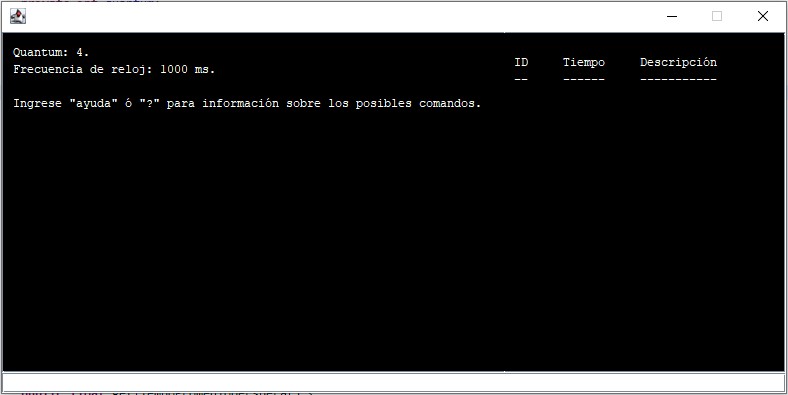 Quantum: 4.
Frecuencia de reloj: 1000 ms.
Ingrese "ayuda" ó "?" para información sobre los posibles comandos.
ID Tiempo Descripción
-- ------ -----------